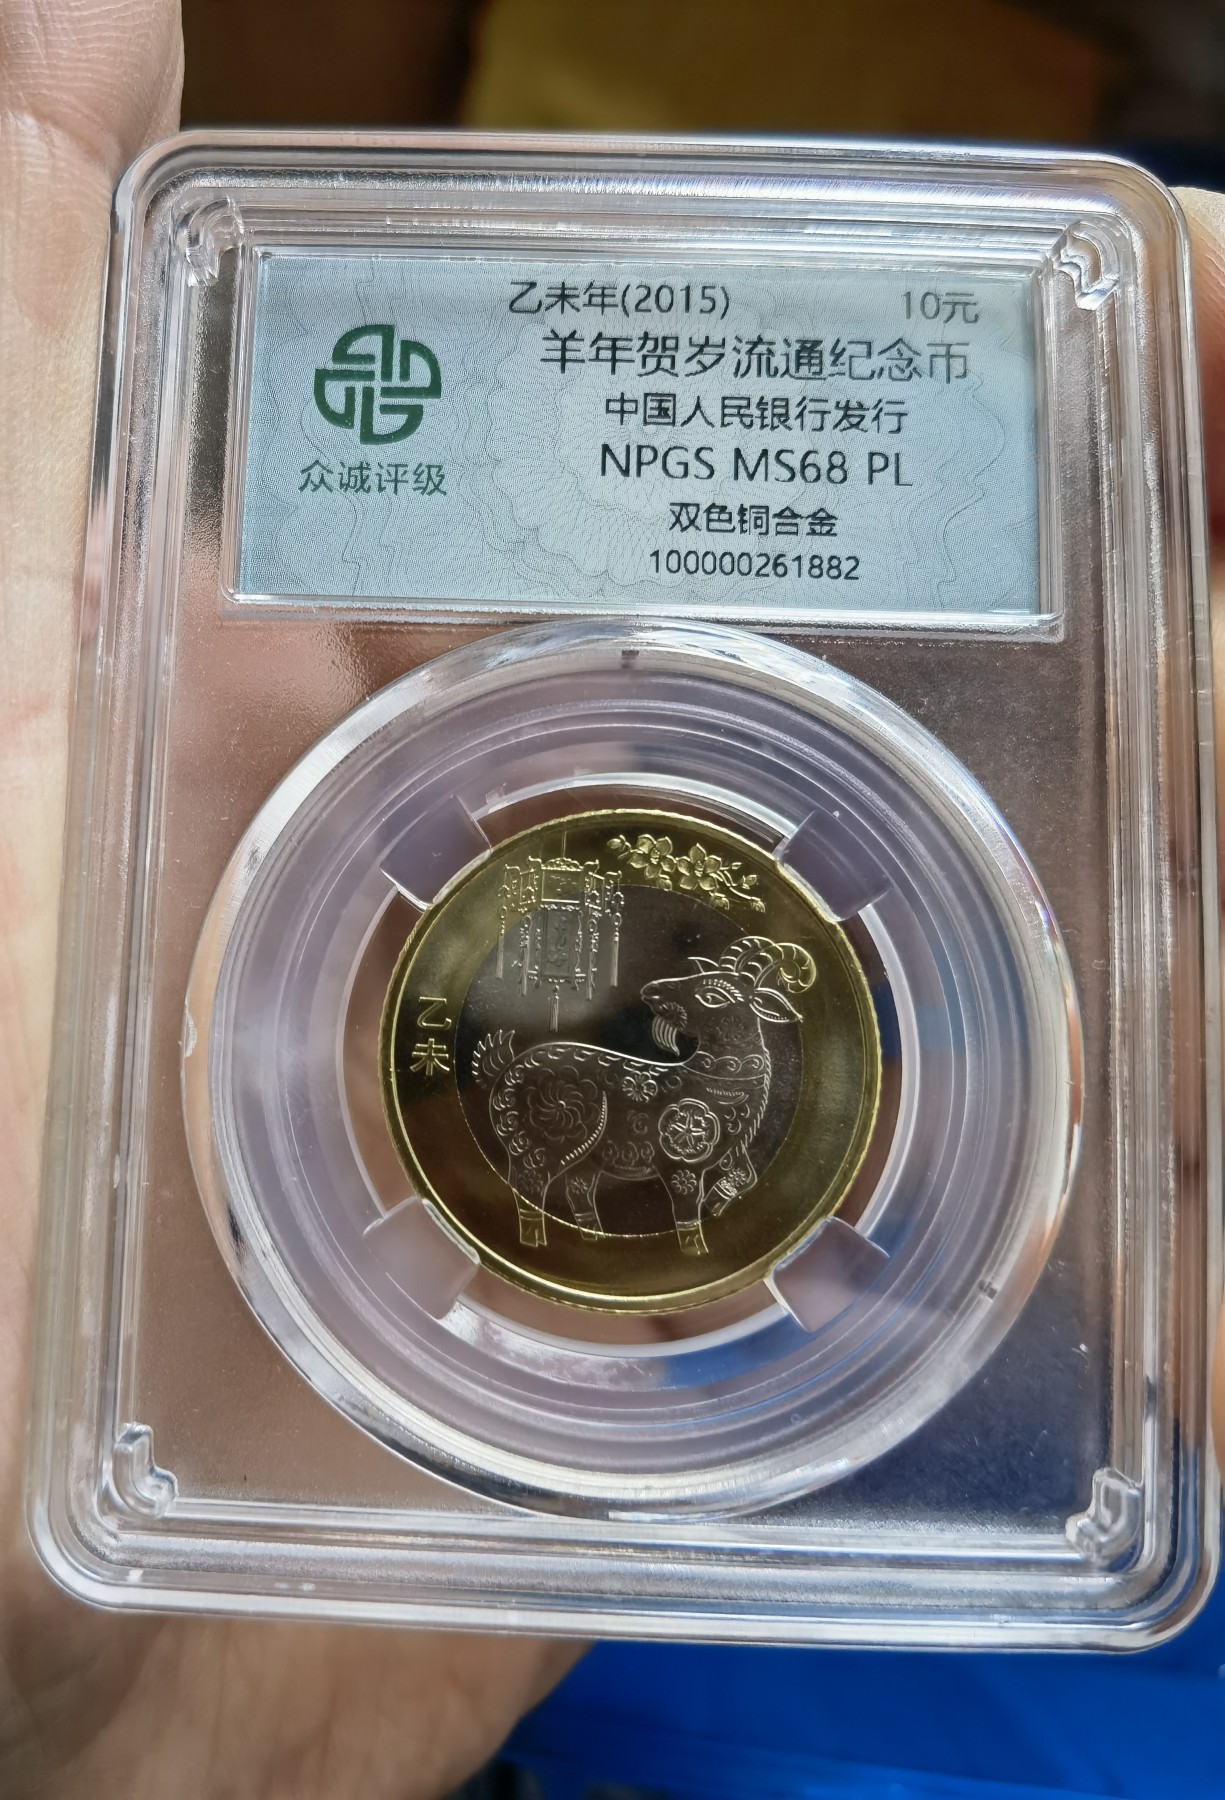 乙未年(2015) 10元
羊年贺岁流通纪念币
中国人民银行发行
NPGS MS68 PL
双色铜合金
100000261882
众诚评级
乙未